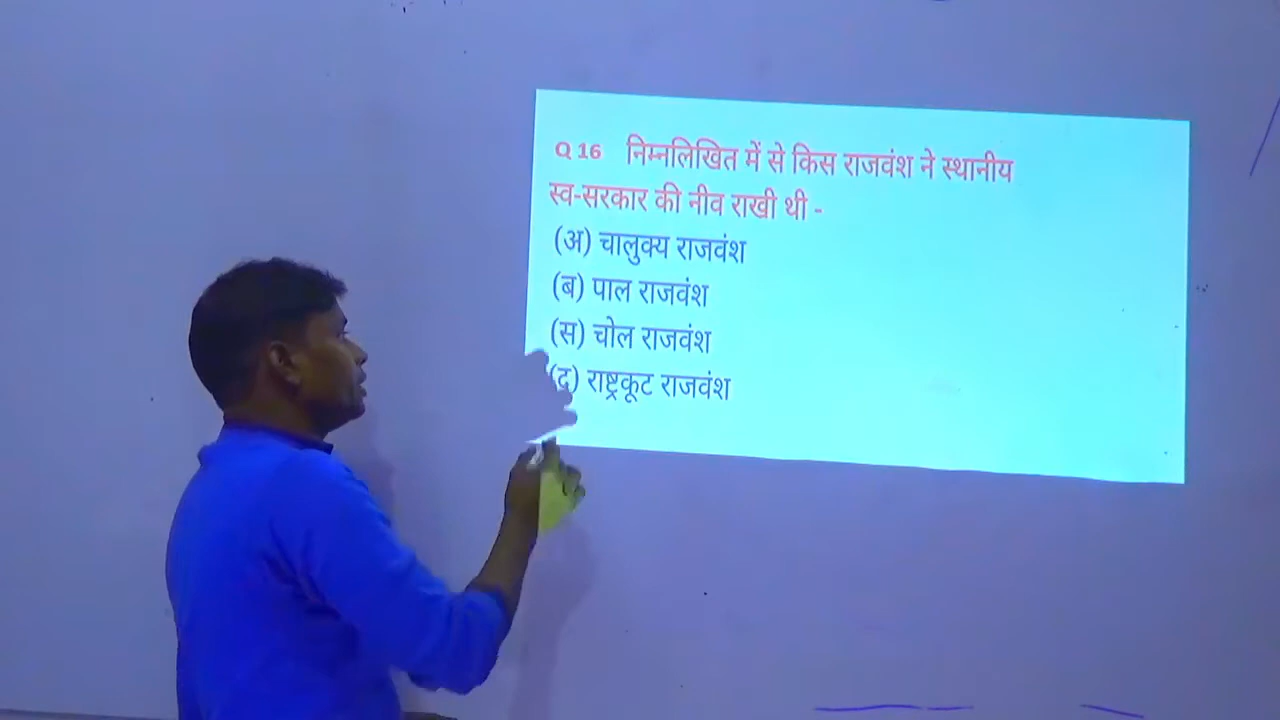 Q 16 निम्नलिखित में से किस राजवंश ने स्थानीय
स्व-सरकार की नीव राखी थी -
(अ) चालुक्य राजवंश
(ब) पाल राजवंश
(स) चोल राजवंश
(द) राष्ट्रकूट राजवंश